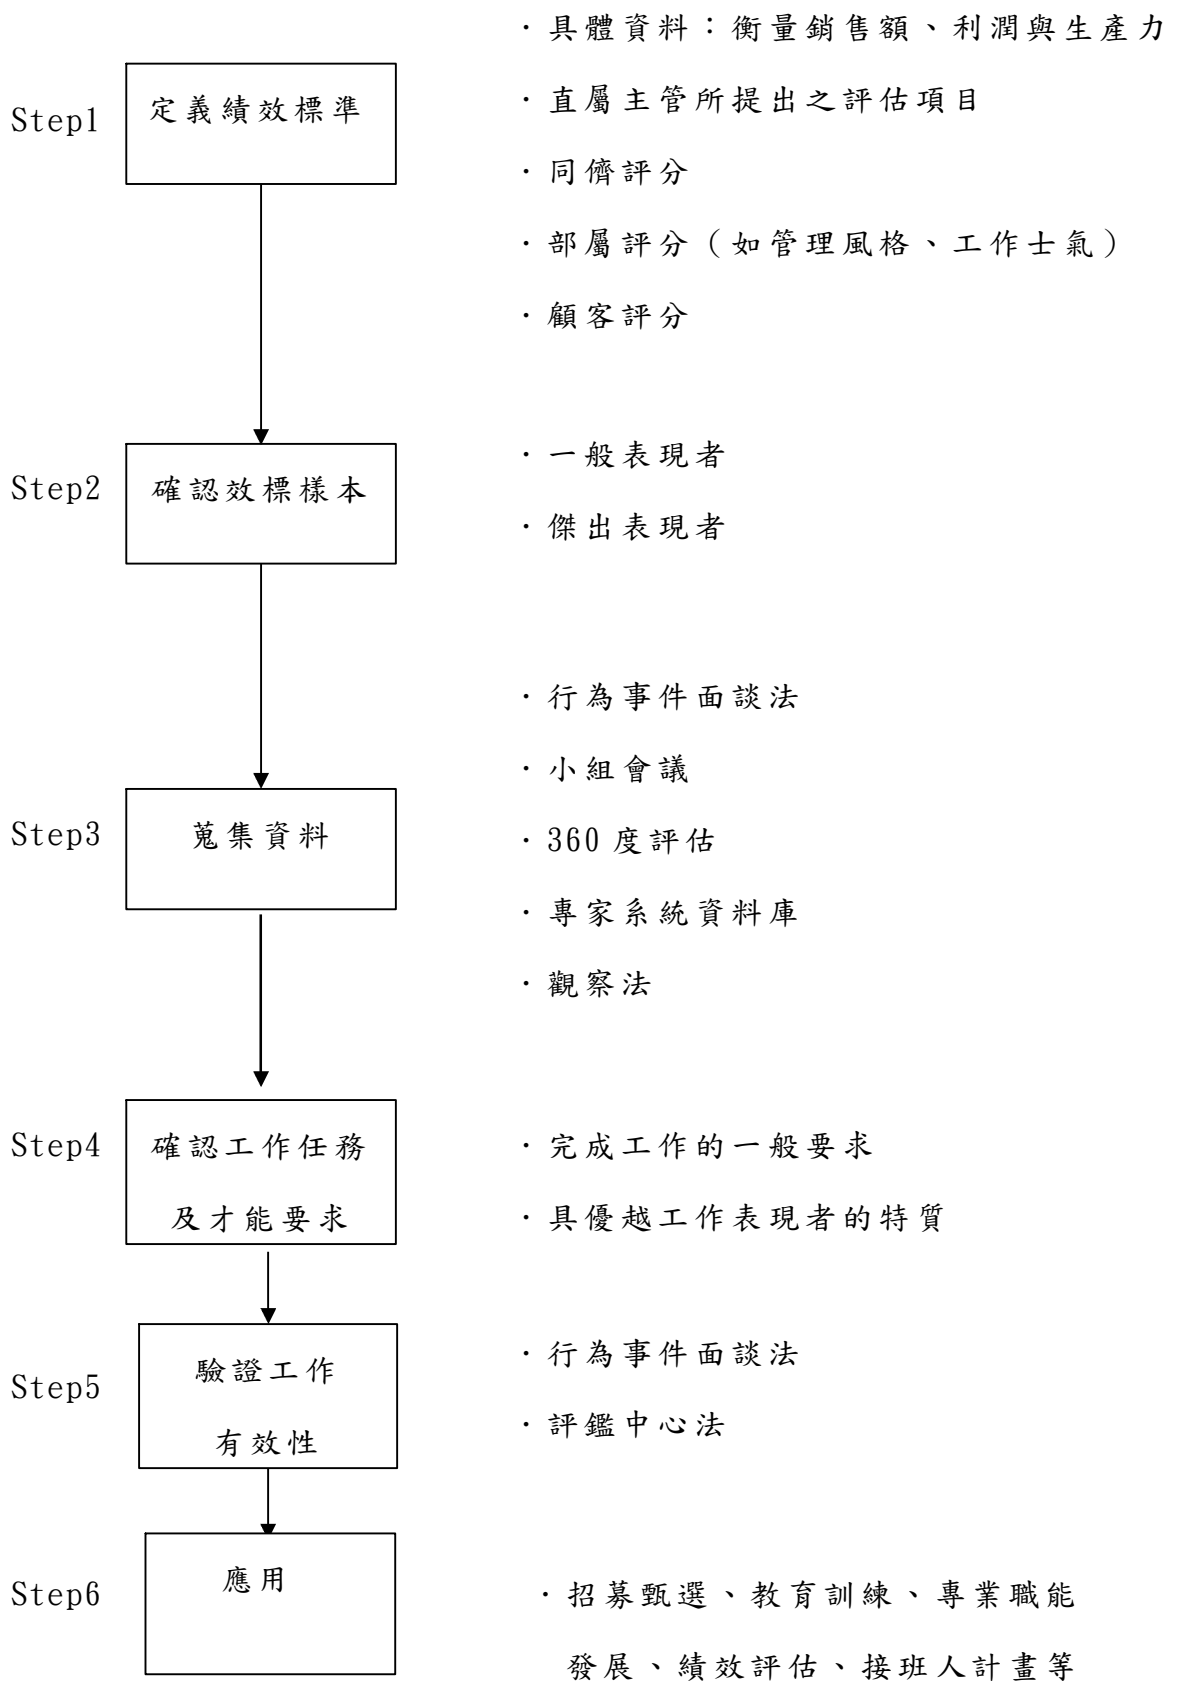 ·具體資料：衡量銷售額、利潤與生產力
Step1
定義績效標準
·直屬主管所提出之評估項目
·同儕評分
·部屬評分（如管理風格、工作士氣）
·顧客評分
Step2
確認效標樣本
·一般表現者
·傑出表現者
·行為事件面談法
·小組會議
Step3
蒐集資料
·360度評估
·專家系統資料庫
·觀察法
Step4
確認工作任務
及才能要求
·完成工作的一般要求
·具優越工作表現者的特質
Step5
驗證工作
有效性
·行為事件面談法
·評鑑中心法
Step6
應用
·招募甄選、教育訓練、專業職能
發展、績效評估、接班人計畫等